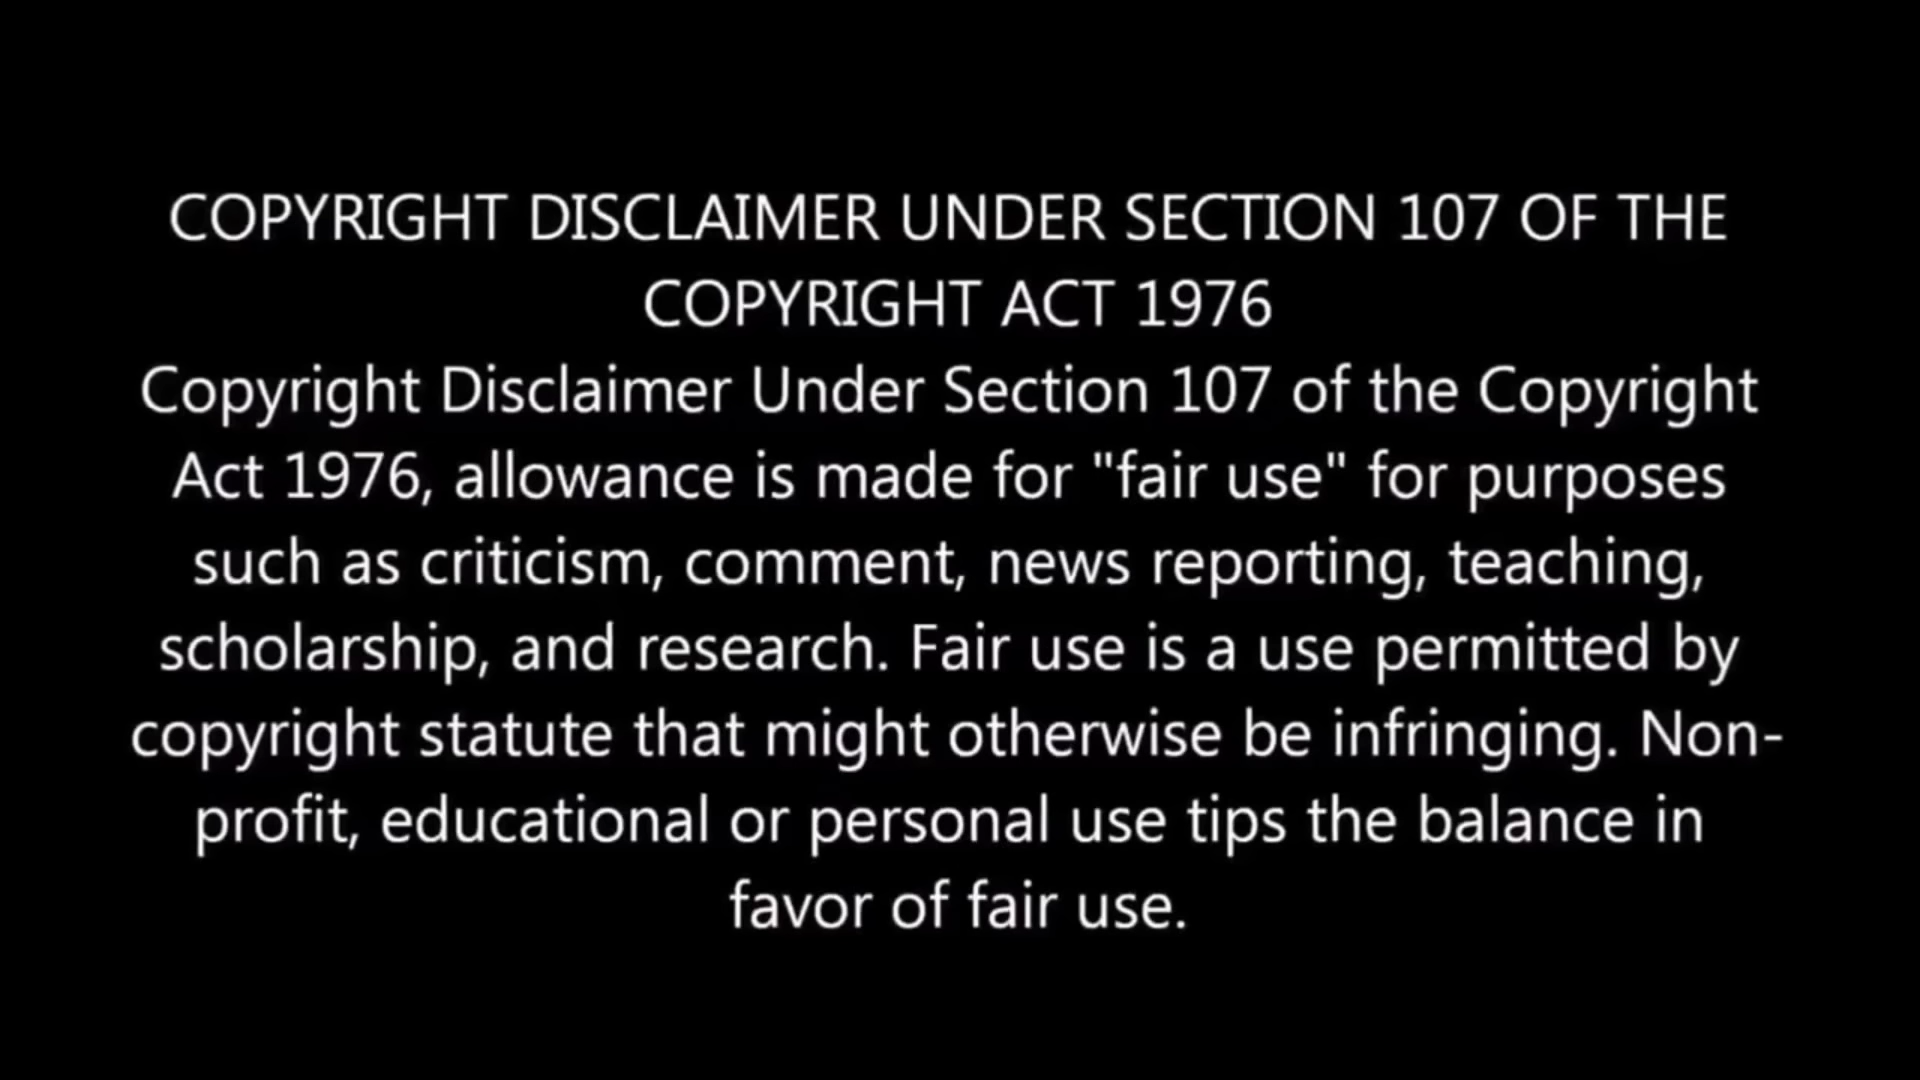 COPYRIGHT DISCLAIMER UNDER SECTION 107 OF THE
COPYRIGHT ACT 1976
Copyright Disclaimer Under Section 107 of the Copyright
Act 1976, allowance is made for "fair use" for purposes
such as criticism, comment, news reporting, teaching,
scholarship, and research. Fair use is a use permitted by
copyright statute that might otherwise be infringing. Non-
profit, educational or personal use tips the balance in
favor of fair use.